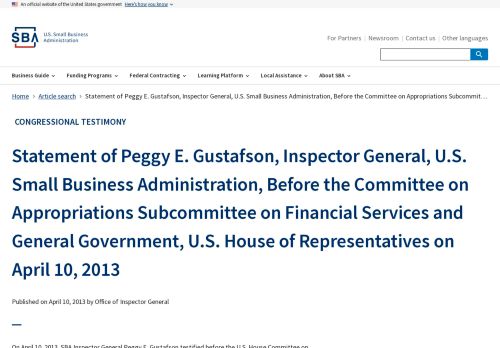 An official website of the United States government Here's how you know
SBA U.S. Small Business
Administration
For Partners Newsroom Contact us Other languages
Business Guide Funding Programs Federal Contracting Learning Platform Local Assistance About SBA
Home Article search Statement of Peggy E. Gustafson, Inspector General, U.S. Small Business Administration, Before the Committee on Appropriations Subcommit...
CONGRESSIONAL TESTIMONY
Statement of Peggy E. Gustafson, Inspector General, U.S.
Small Business Administration, Before the Committee on
Appropriations Subcommittee on Financial Services and
General Government, U.S. House of Representatives on
April 10, 2013
Published on April 10, 2013 by Office of Inspector General
On April 10, 2013, SBA Inspector General Peggy E. Gustafson testified before the U.S. House Committee on